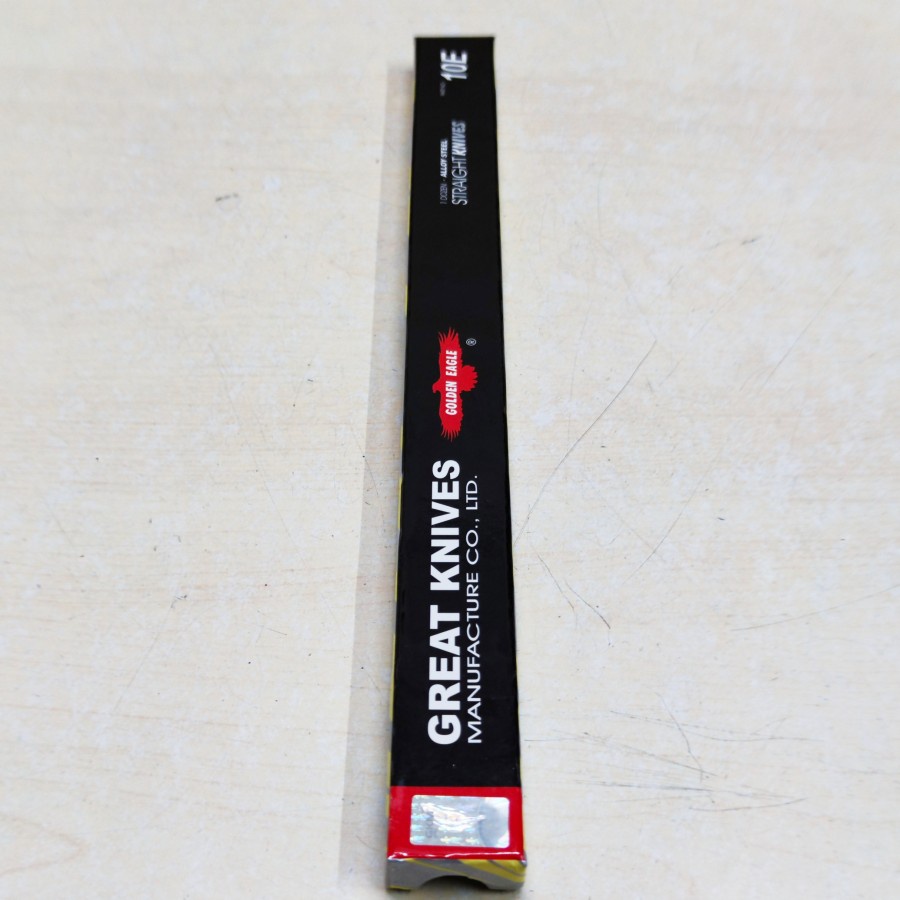 GREAT KNIVES
MANUFACTURE CO., LTD.
GOLDEN EAGLE
®
1 DOZEN - ALLOY STEEL
STRAIGHT KNIVES
10E